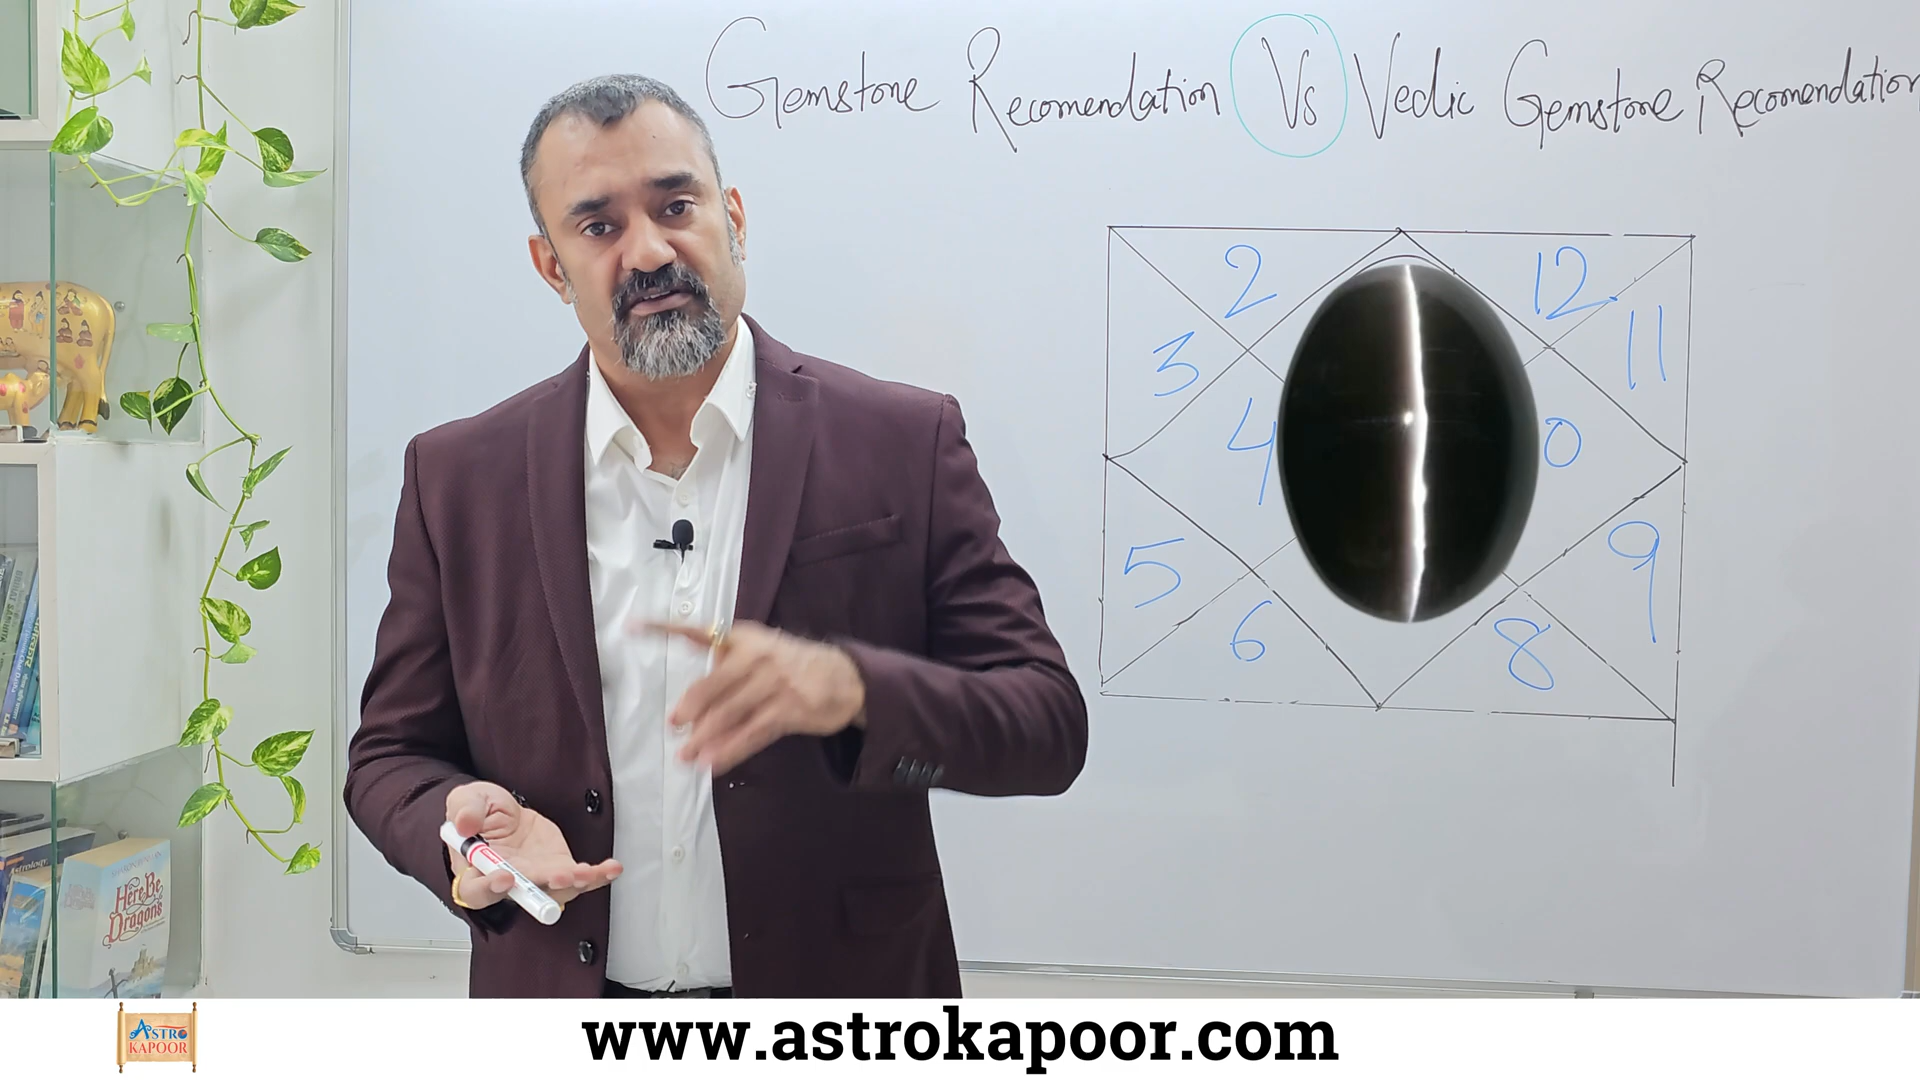 Gemstone Recomendation Vs Vedic Gemstone Recomendation
2
12
3
11
4
0
5
9
6
8
Astrology
Here Be
Dragons
ASTRO
KAPOOR
www.astrokapoor.com